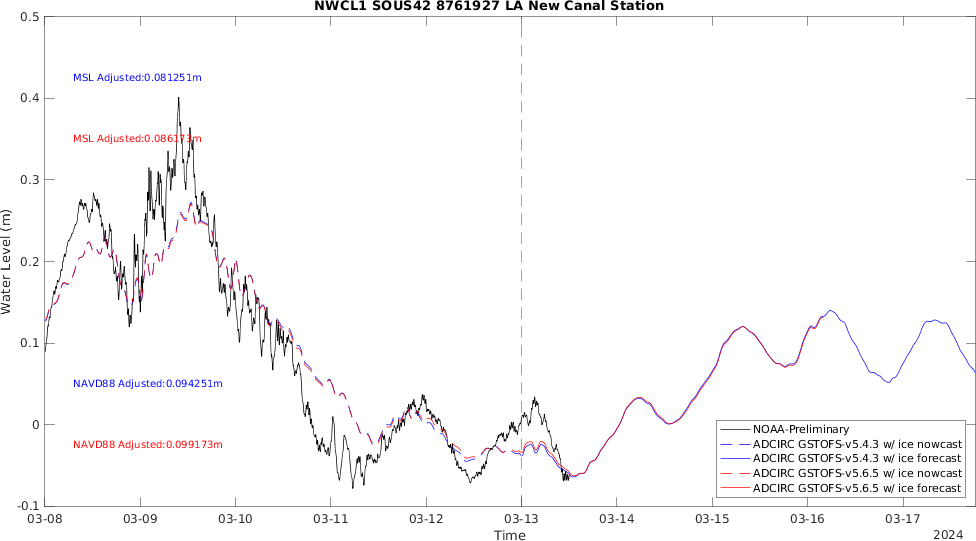 NWCL1 SOUS42 8761927 LA New Canal Station
0.5
0.4
0.3
0.2
0.1
0
-0.1
Water Level (m)
MSL Adjusted:0.081251m
MSL Adjusted:0.086173m
NAVD88 Adjusted:0.094251m
NAVD88 Adjusted:0.099173m
NOAA-Preliminary
ADCIRC GSTOFS-v5.4.3 w/ ice nowcast
ADCIRC GSTOFS-v5.4.3 w/ ice forecast
ADCIRC GSTOFS-v5.6.5 w/ ice nowcast
ADCIRC GSTOFS-v5.6.5 w/ ice forecast
03-08 03-09 03-10 03-11 03-12 03-13 03-14 03-15 03-16 03-17
Time
2024